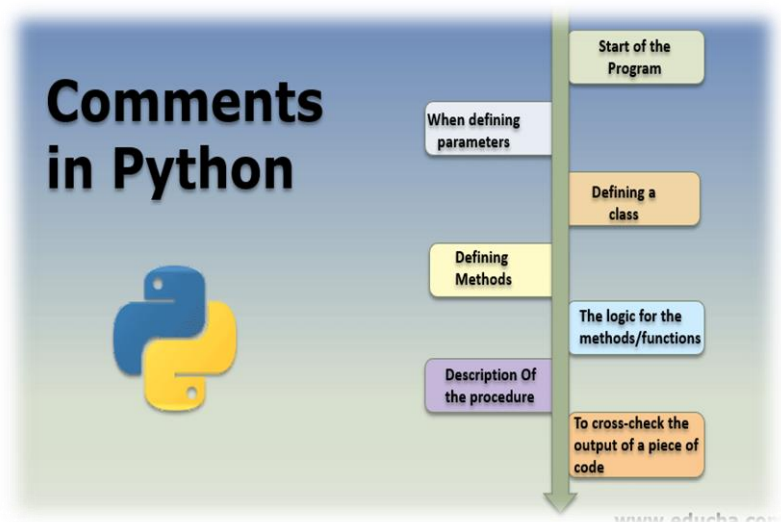 Comments
in Python
Start of the
Program
When defining
parameters
Defining a
class
Defining
Methods
The logic for the
methods/functions
Description Of
the procedure
To cross-check the
output of a piece of
code